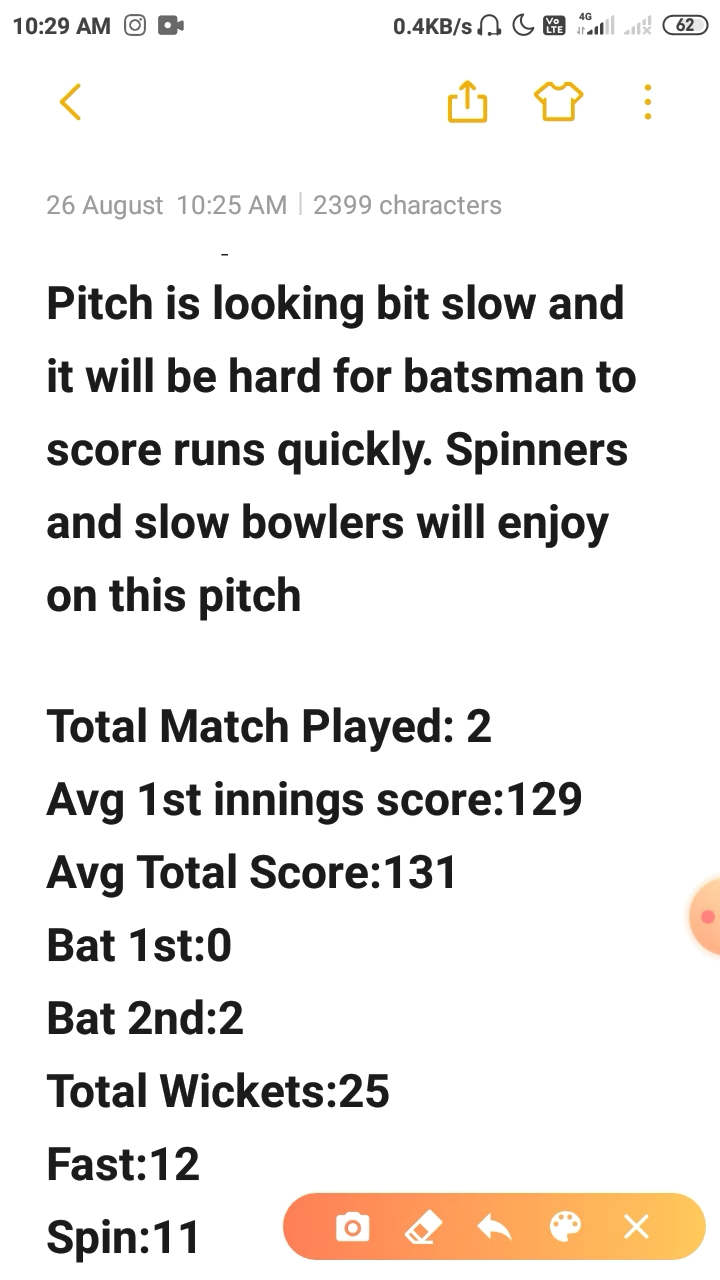 10:29 AM 0.4KB/s Vo LTE 4G 62
26 August 10:25 AM | 2399 characters
Pitch is looking bit slow and
it will be hard for batsman to
score runs quickly. Spinners
and slow bowlers will enjoy
on this pitch
Total Match Played: 2
Avg 1st innings score:129
Avg Total Score:131
Bat 1st:0
Bat 2nd:2
Total Wickets:25
Fast:12
Spin:11